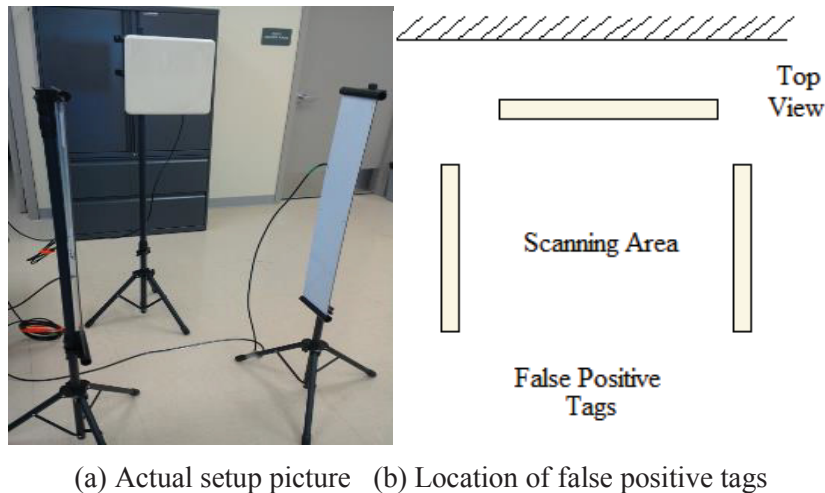 Top
View
Scanning Area
False Positive
Tags
(a) Actual setup picture (b) Location of false positive tags